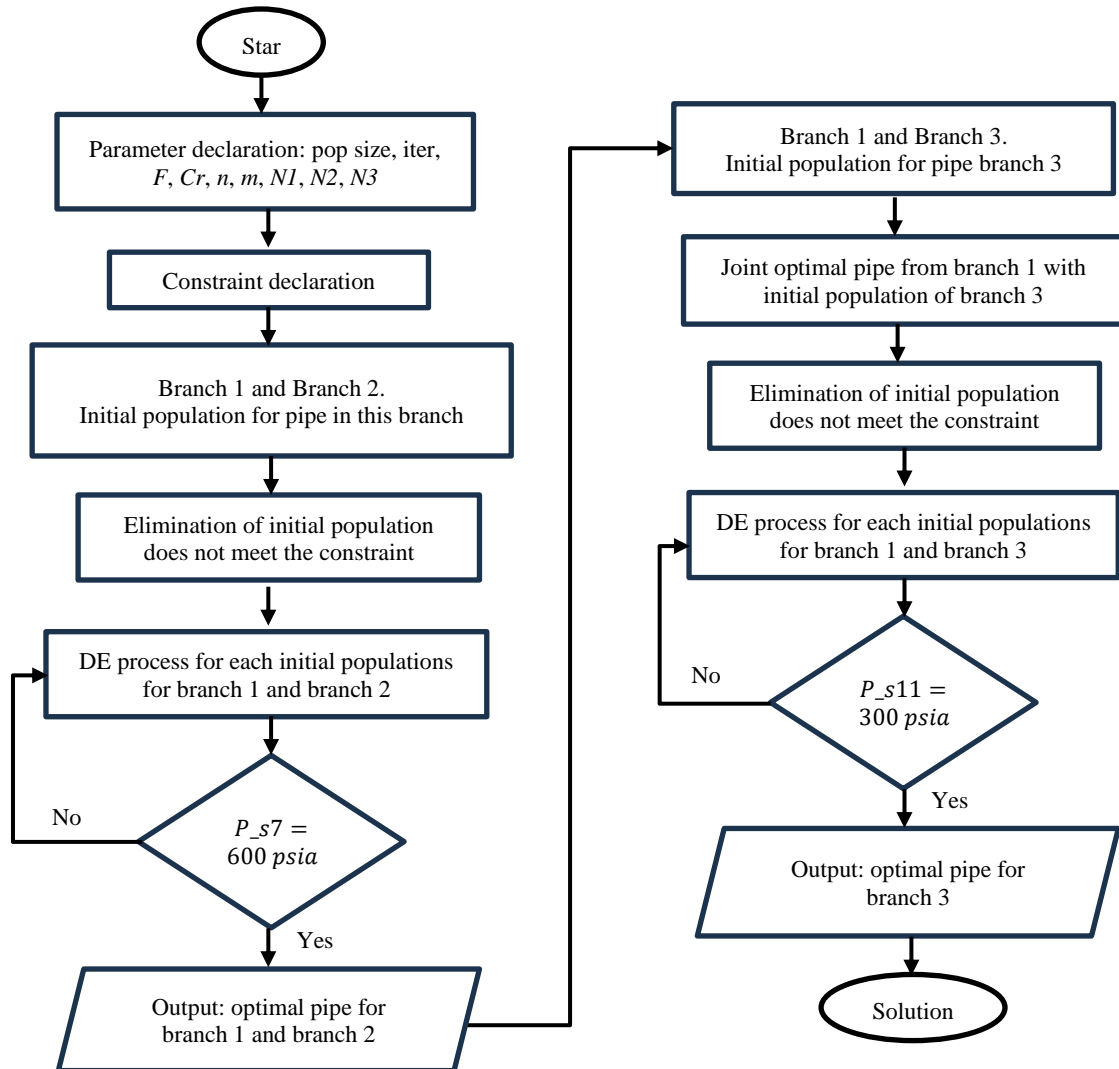 Star
Parameter declaration: pop size, iter,
F, Cr, n, m, N1, N2, N3
Constraint declaration
Branch 1 and Branch 2.
Initial population for pipe in this branch
Elimination of initial population
does not meet the constraint
DE process for each initial populations
for branch 1 and branch 2
No
P_s7 =
600 psia
Yes
Output: optimal pipe for
branch 1 and branch 2
Branch 1 and Branch 3.
Initial population for pipe branch 3
Joint optimal pipe from branch 1 with
initial population of branch 3
Elimination of initial population
does not meet the constraint
DE process for each initial populations
for branch 1 and branch 3
No
P_s11 =
300 psia
Yes
Output: optimal pipe for
branch 3
Solution